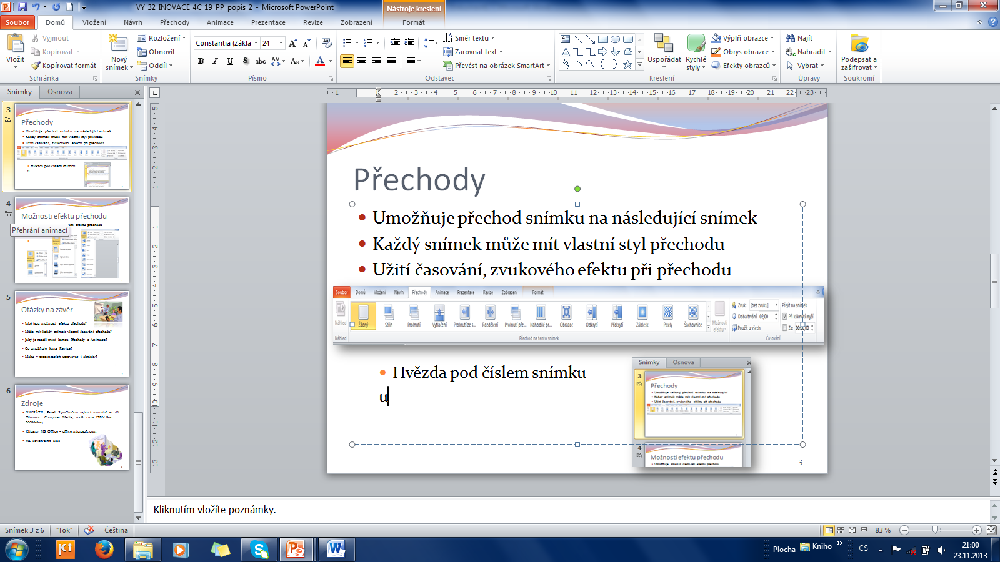 VY_32_INOVACE_4C_19_PP_popis_2 - Microsoft PowerPoint
Nástroje kreslení
Soubor Domů Vložení Návrh Přechody Animace Prezentace Revize Zobrazení Formát
Vložit
Vyjmout
Kopírovat
Kopírovat formát
Schránka
Nový snímek
Rozložení
Obnovit
Oddíl
Snímky
Constantia (Zákla 24
B I U S abc AV Aa A
Písmo
Směr textu
Zarovnat text
Převést na obrázek SmartArt
Odstavec
Uspořádat
Rychlé styly
Výplň obrazce
Obrys obrazce
Efekty obrazců
Kreslení
Najít
Nahradit
Vybrat
Úpravy
Podepsat a zašifrovat
Soukromí
Snímky Osnova
3
Přechody
Umožňuje přechod snímku na následující snímek
Každý snímek může mít vlastní styl přechodu
Užití časování, zvukového efektu při přechodu
Hvězda pod číslem snímku
u
4
Možnosti efektu přechodu
efektu přechodu
Přehrání animací
5
Otázky na závěr
Jaké jsou možnosti efektu přechodu?
Může mít každý snímek vlastní časování přechodu?
Jaký je rozdíl mezi kartou Přechody a Animace?
Co umožňuje karta Revize?
Mohu v prezentacích upravovat i obrázky?
6
Zdroje
NAVRÁTIL, Pavel. S počítačem nejen k maturitě -1. díl.
Olomouc: Computer Media, 2008. 120 s. ISBN 80-
86686-60-4
Kliparty MS Office – office.microsoft.com
MS PowerPoint 2010
Přechody
Umožňuje přechod snímku na následující snímek
Každý snímek může mít vlastní styl přechodu
Užití časování, zvukového efektu při přechodu
Soubor Domů Vložení Návrh Přechody Animace Prezentace Revize Zobrazení Formát
Náhled Žádný Střih Prolnutí Vytlačení Prolnutí ze s... Rozdělení Prolnutí pře... Náhodilé pr... Obrazec Odkrytí Překrytí Záblesk Pixely Šachovnice
Možnosti efektu
Zvuk: [bez zvuku] Přejít na snímek
Doba trvání: 02,00 Při kliknutí myší
Použít u všech Za: 00:00,00
Náhled Přechod na tento snímek Časování
Hvězda pod číslem snímku
u
Snímky Osnova
3
Přechody
Umožňuje celkový přechod snímku na následující
Každý snímek může mít vlastní styl přechodu
Užití časování, zvukového efektu při přechodu
4
Možnosti efektu přechodu
Umožňuje změnit vlastnosti efektu přechodu
3
Kliknutím vložíte poznámky.
Snímek 3 z 6 "Tok" Čeština 83 %
Plocha Knihov CS 21:00
23.11.2013